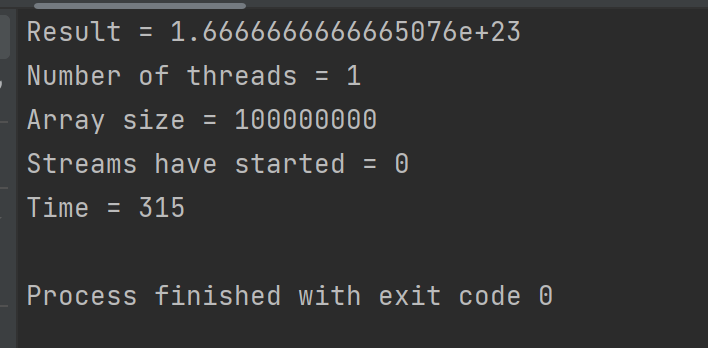 Result = 1.6666666666665076e+23
Number of threads = 1
Array size = 100000000
Streams have started = 0
Time = 315
Process finished with exit code 0